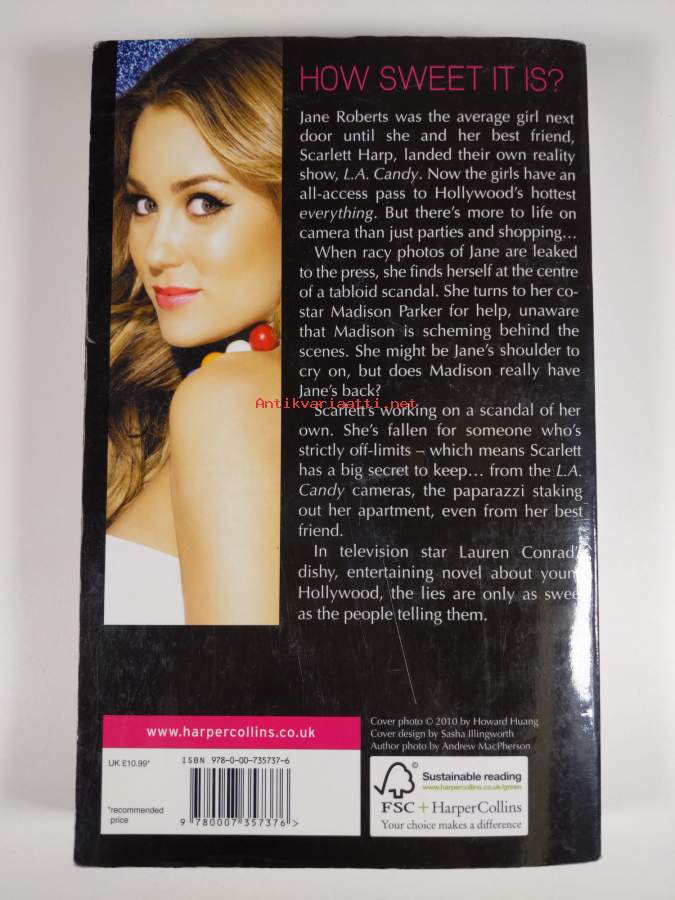 HOW SWEET IT IS?
Jane Roberts was the average girl next
door until she and her best friend,
Scarlett Harp, landed their own reality
show, L.A. Candy. Now the girls have an
all-access pass to Hollywood's hottest
everything. But there's more to life on
camera than just parties and shopping...
When racy photos of Jane are leaked
to the press, she finds herself at the centre
of a tabloid scandal. She turns to her co-
star Madison Parker for help, unaware
that Madison is scheming behind the
scenes. She might be Jane's shoulder to
cry on, but does Madison really have
Jane's back?
Antikvariaatti.net
Scarlett's working on a scandal of her
own. She's fallen for someone who's
strictly off-limits – which means Scarlett
has a big secret to keep... from the L.A.
Candy cameras, the paparazzi staking
out her apartment, even from her best
friend.
In television star Lauren Conrad's
dishy, entertaining novel about youn
Hollywood, the lies are only as swee
as the people telling them.
www.harpercollins.co.uk
UK £10.99*
*recommended
price
ISBN 978-0-00-735737-6
9 780007 357376 >
Cover photo © 2010 by Howard Huang
Cover design by Sasha Illingworth
Author photo by Andrew MacPherson
Sustainable reading
www.harpercollins.co.uk/green
FSC + HarperCollins
Your choice makes a difference